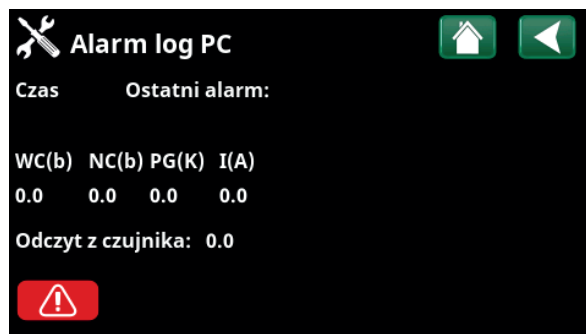 Alarm log PC
Czas Ostatni alarm:
WC(b) NC(b) PG(K) I(A)
0.0 0.0 0.0 0.0
Odczyt z czujnika: 0.0